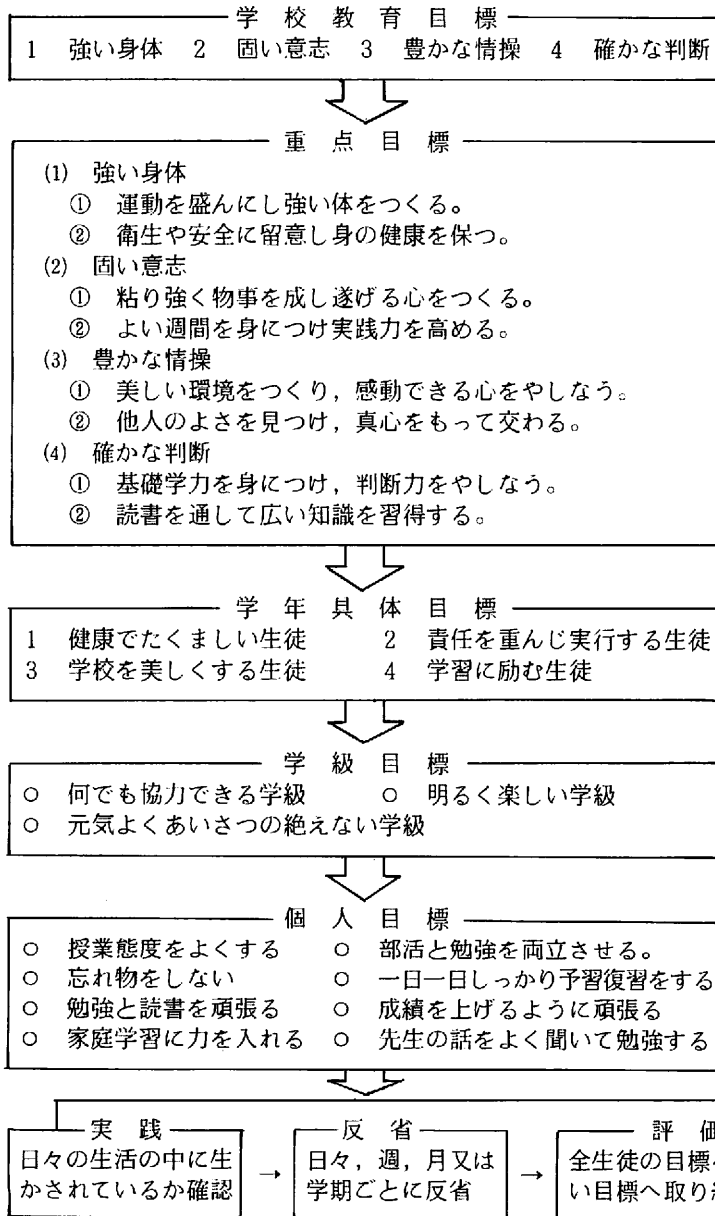 学校教育目標
1 強い身体 2 固い意志 3 豊かな情操 4 確かな判断
重点目標
(1) 強い身体
① 運動を盛んにし強い体をつくる。
② 衛生や安全に留意し身の健康を保つ。
(2) 固い意志
① 粘り強く物事を成し遂げる心をつくる。
② よい週間を身につけ実践力を高める。
(3) 豊かな情操
① 美しい環境をつくり，感動できる心をやしなう。
② 他人のよさを見つけ，真心をもって交わる。
(4) 確かな判断
① 基礎学力を身につけ，判断力をやしなう。
② 読書を通して広い知識を習得する。
学年具体目標
1 健康でたくましい生徒 2 責任を重んじ実行する生徒
3 学校を美しくする生徒 4 学習に励む生徒
学級目標
○ 何でも協力できる学級 ○ 明るく楽しい学級
○ 元気よくあいさつの絶えない学級
個人目標
○ 授業態度をよくする ○ 部活と勉強を両立させる。
○ 忘れ物をしない ○ 一日一日しっかり予習復習をする
○ 勉強と読書を頑張る ○ 成績を上げるように頑張る
○ 家庭学習に力を入れる ○ 先生の話をよく聞いて勉強する
実践
日々の生活の中に生
かされているか確認
→
反省
日々，週，月又は
学期ごとに反省
→
評価
全生徒の目標
い目標へ取り